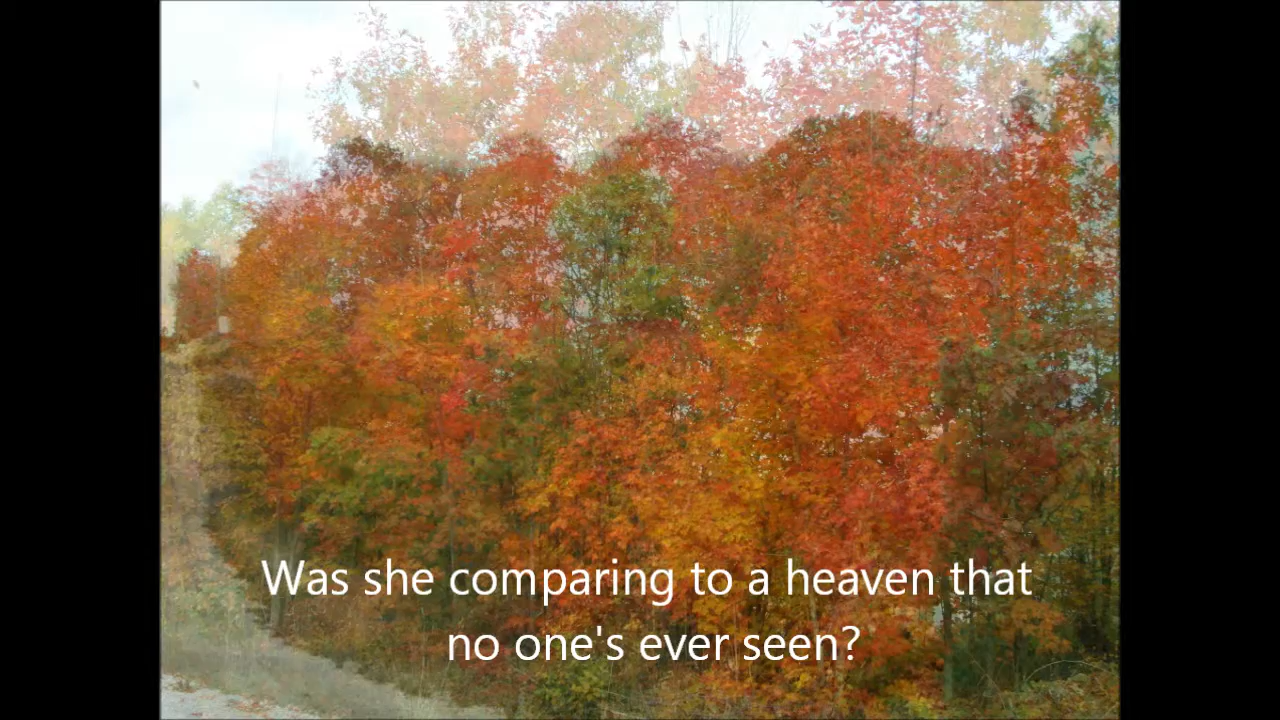 Was she comparing to a heaven that
no one's ever seen?